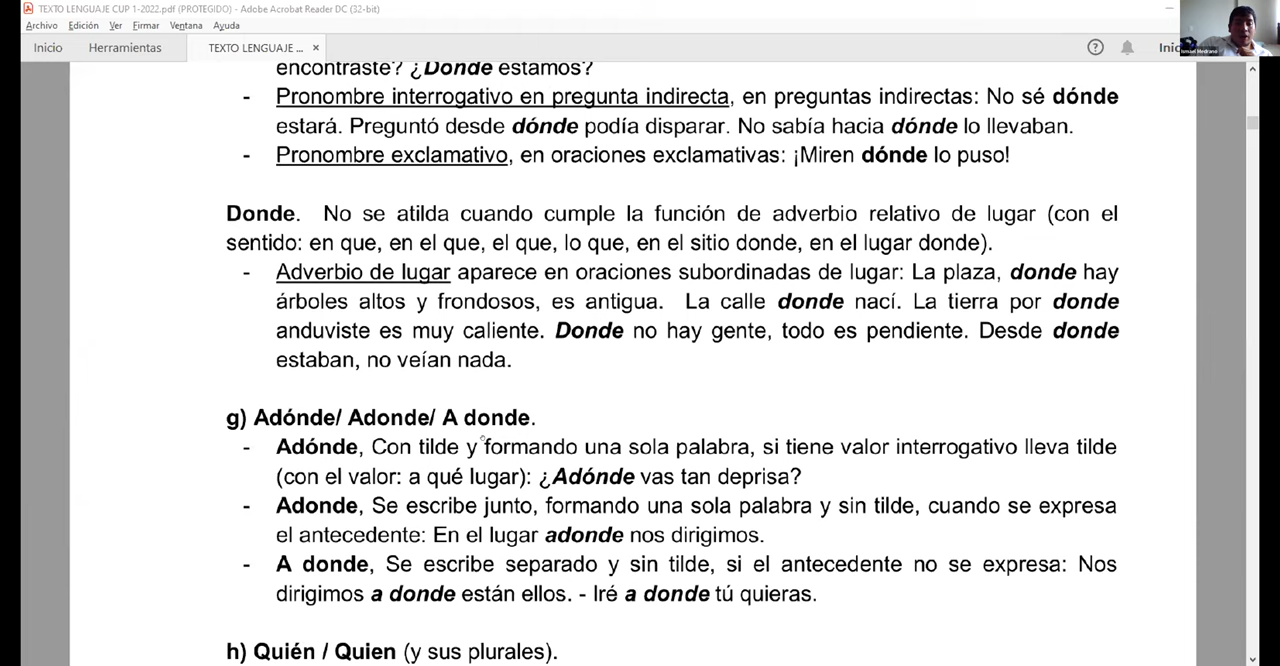 TEXTO LENGUAJE CUP 1-2022.pdf (PROTEGIDO) - Adobe Acrobat Reader DC (32-bit)
Archivo Edición Ver Firmar Ventana Ayuda
Inicio Herramientas TEXTO LENGUAJE ... × Inic
Ismael Medrano
encontraste? ¿Dónde estamos?
- Pronombre interrogativo en pregunta indirecta, en preguntas indirectas: No sé dónde
estará. Preguntó desde dónde podía disparar. No sabía hacia dónde lo llevaban.
- Pronombre exclamativo, en oraciones exclamativas: ¡Miren dónde lo puso!
Donde. No se atilda cuando cumple la función de adverbio relativo de lugar (con el
sentido: en que, en el que, el que, lo que, en el sitio donde, en el lugar donde).
- Adverbio de lugar aparece en oraciones subordinadas de lugar: La plaza, donde hay
árboles altos y frondosos, es antigua. La calle donde nací. La tierra por donde
anduviste es muy caliente. Donde no hay gente, todo es pendiente. Desde donde
estaban, no veían nada.
g) Adónde/ Adonde/ A donde.
- Adónde, Con tilde y formando una sola palabra, si tiene valor interrogativo lleva tilde
(con el valor: a qué lugar): ¿Adónde vas tan deprisa?
- Adonde, Se escribe junto, formando una sola palabra y sin tilde, cuando se expresa
el antecedente: En el lugar adonde nos dirigimos.
- A donde, Se escribe separado y sin tilde, si el antecedente no se expresa: Nos
dirigimos a donde están ellos. - Iré a donde tú quieras.
h) Quién / Quien (y sus plurales).